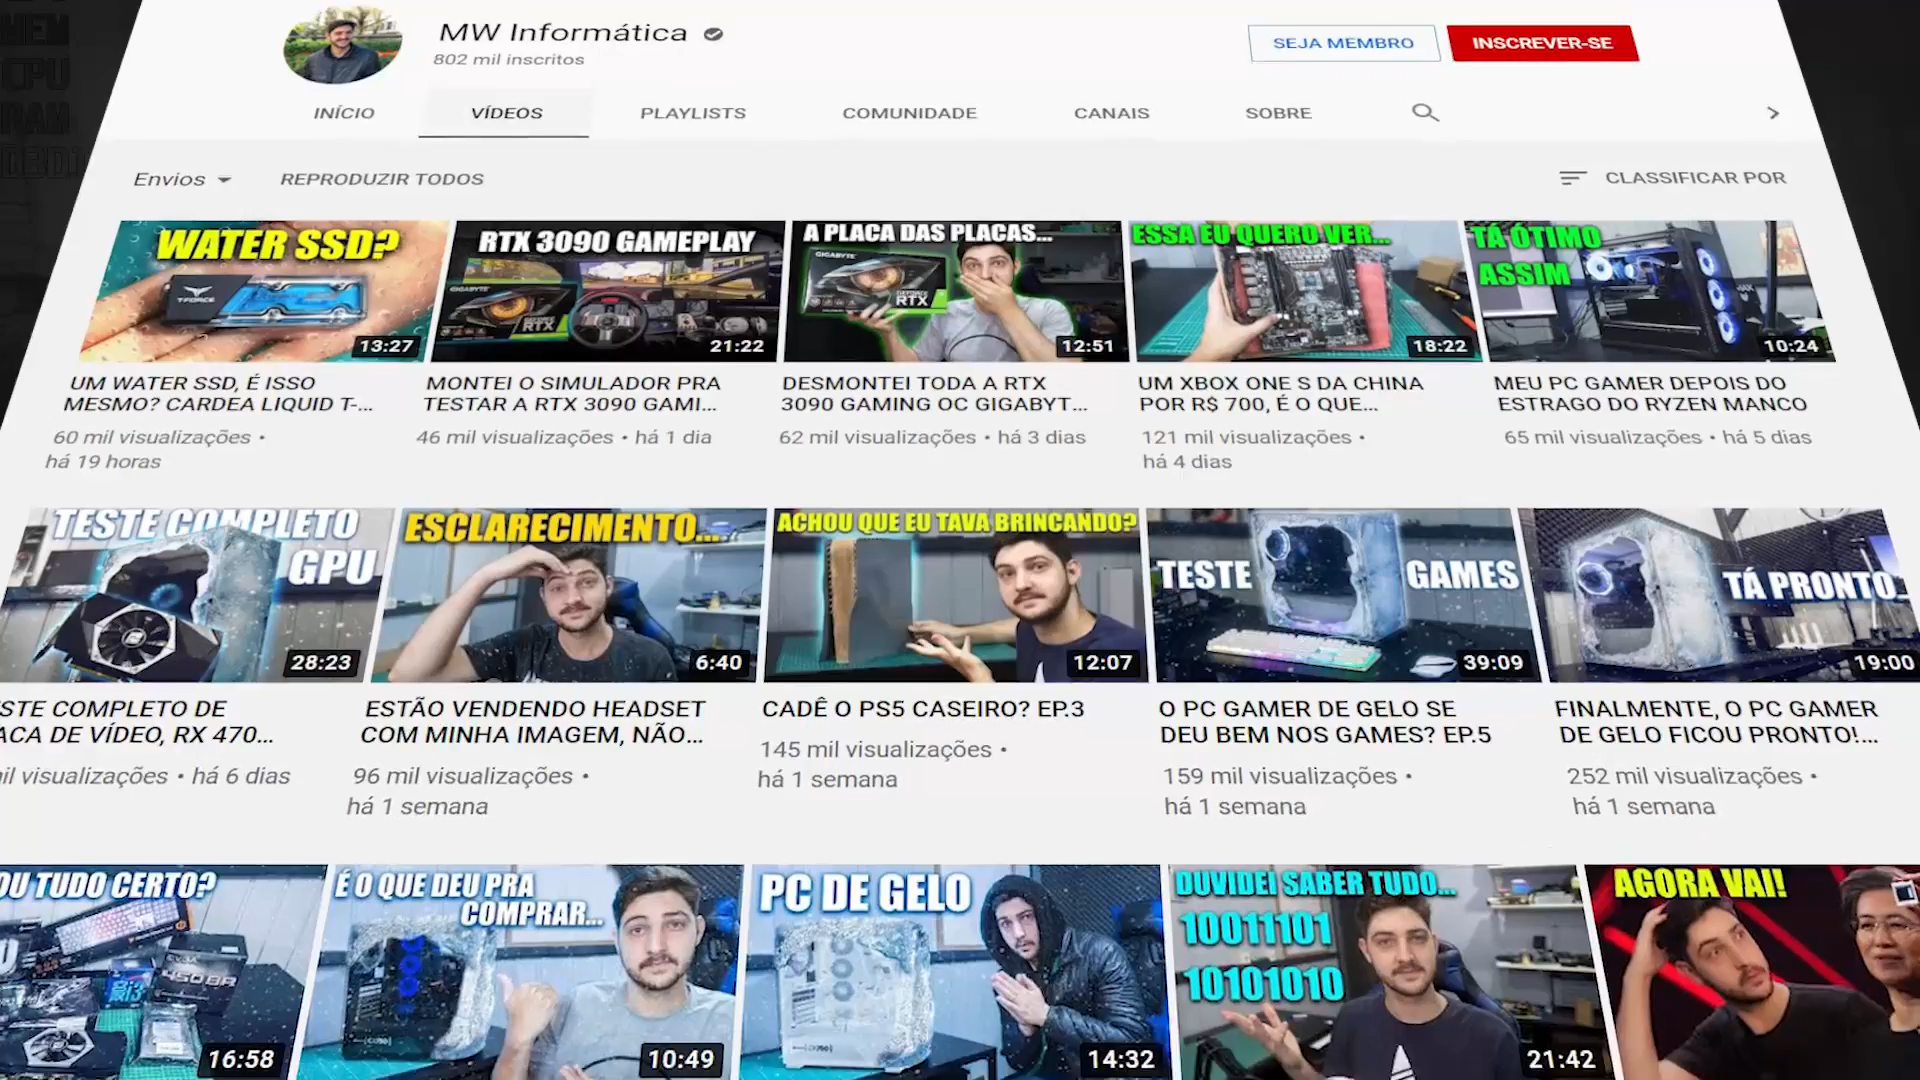 MW Informática
802 mil inscritos
SEJA MEMBRO
INSCREVER-SE
INÍCIO
VÍDEOS
PLAYLISTS
COMUNIDADE
CANAIS
SOBRE
Envios
REPRODUZIR TODOS
CLASSIFICAR POR
WATER SSD?
T-FORCE
13:27
RTX 3090 GAMEPLAY
GIGABYTE
RTX
21:22
A PLACA DAS PLACAS...
GIGABYTE
GEFORCE
RTX
12:51
ESSA EU QUERO VER...
18:22
TÁ ÓTIMO
ASSIM
10:24
UM WATER SSD, É ISSO
MESMO? CARDEA LIQUID T-...
60 mil visualizações •
há 19 horas
MONTEI O SIMULADOR PRA
TESTAR A RTX 3090 GAMI...
46 mil visualizações • há 1 dia
DESMONTEI TODA A RTX
3090 GAMING OC GIGABYT...
62 mil visualizações • há 3 dias
UM XBOX ONE S DA CHINA
POR R$ 700, É O QUE...
121 mil visualizações •
há 4 dias
MEU PC GAMER DEPOIS DO
ESTRAGO DO RYZEN MANCO
65 mil visualizações • há 5 dias
TESTE COMPLETO
GPU
28:23
ESCLARECIMENTO...
6:40
ACHOU QUE EU TAVA BRINCANDO?
12:07
TESTE GAMES
39:09
TÁ PRONTO...
19:00
STE COMPLETO DE
ACA DE VÍDEO, RX 470...
il visualizações • há 6 dias
ESTÃO VENDENDO HEADSET
COM MINHA IMAGEM, NÃO...
96 mil visualizações •
há 1 semana
CADÊ O PS5 CASEIRO? EP.3
145 mil visualizações •
há 1 semana
O PC GAMER DE GELO SE
DEU BEM NOS GAMES? EP.5
159 mil visualizações •
há 1 semana
FINALMENTE, O PC GAMER
DE GELO FICOU PRONTO!...
252 mil visualizações •
há 1 semana
OU TUDO CERTO?
450 BR
16:58
É O QUE DEU PRA
COMPRAR...
10:49
PC DE GELO
14:32
DUVIDEI SABER TUDO...
10011101
10101010
21:42
AGORA VAI!